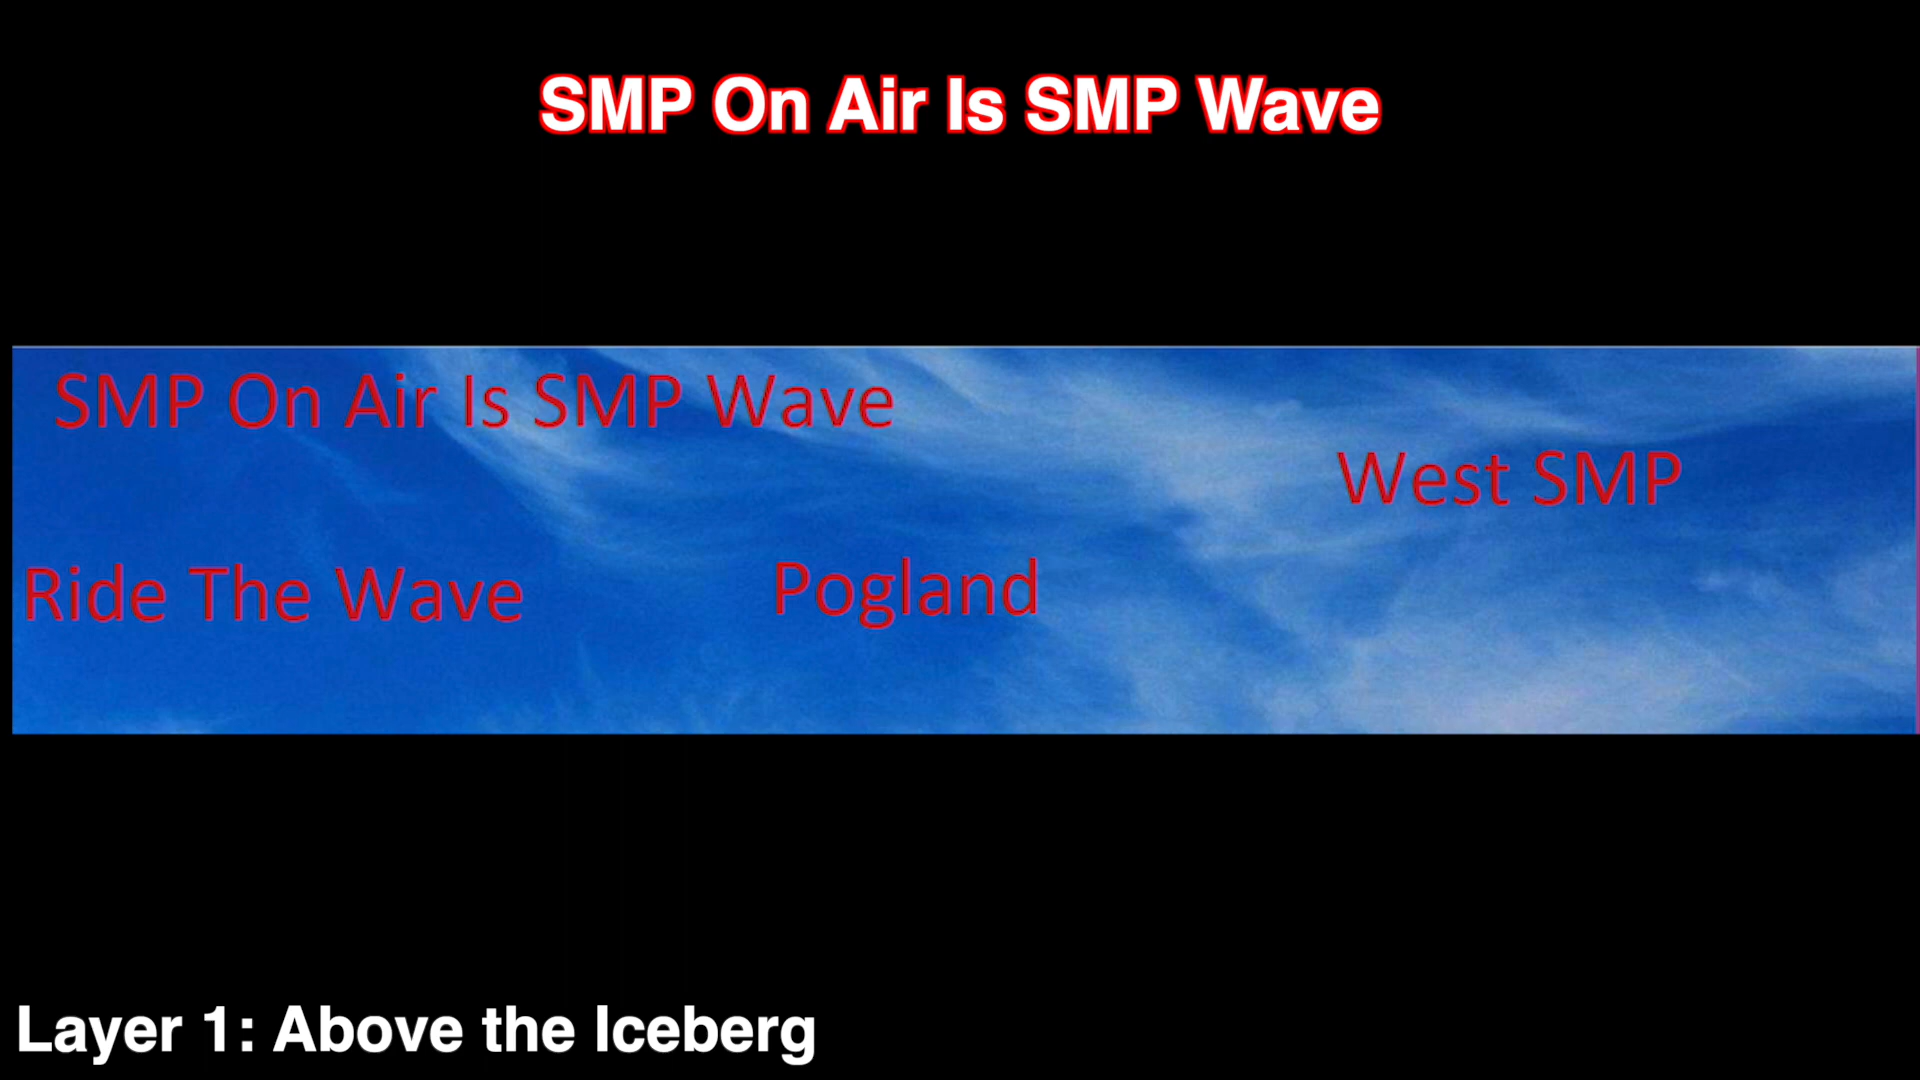 SMP On Air Is SMP Wave
SMP On Air Is SMP Wave
West SMP
Ride The Wave
Pogland
Layer 1: Above the Iceberg